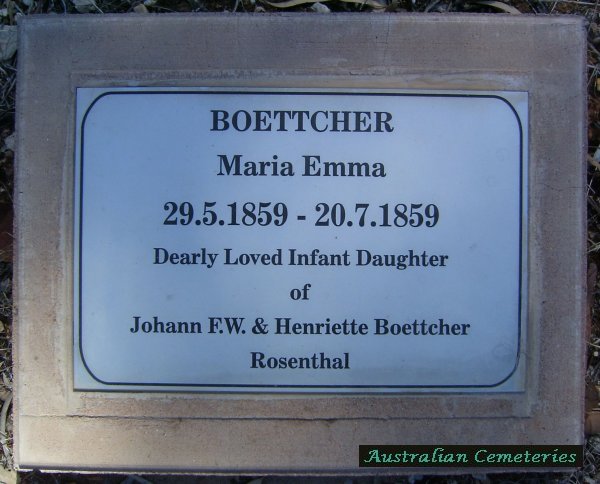 BOETTCHER
Maria Emma
29.5.1859 - 20.7.1859
Dearly Loved Infant Daughter
of
Johann F.W. & Henriette Boettcher
Rosenthal
Australian Cemeteries